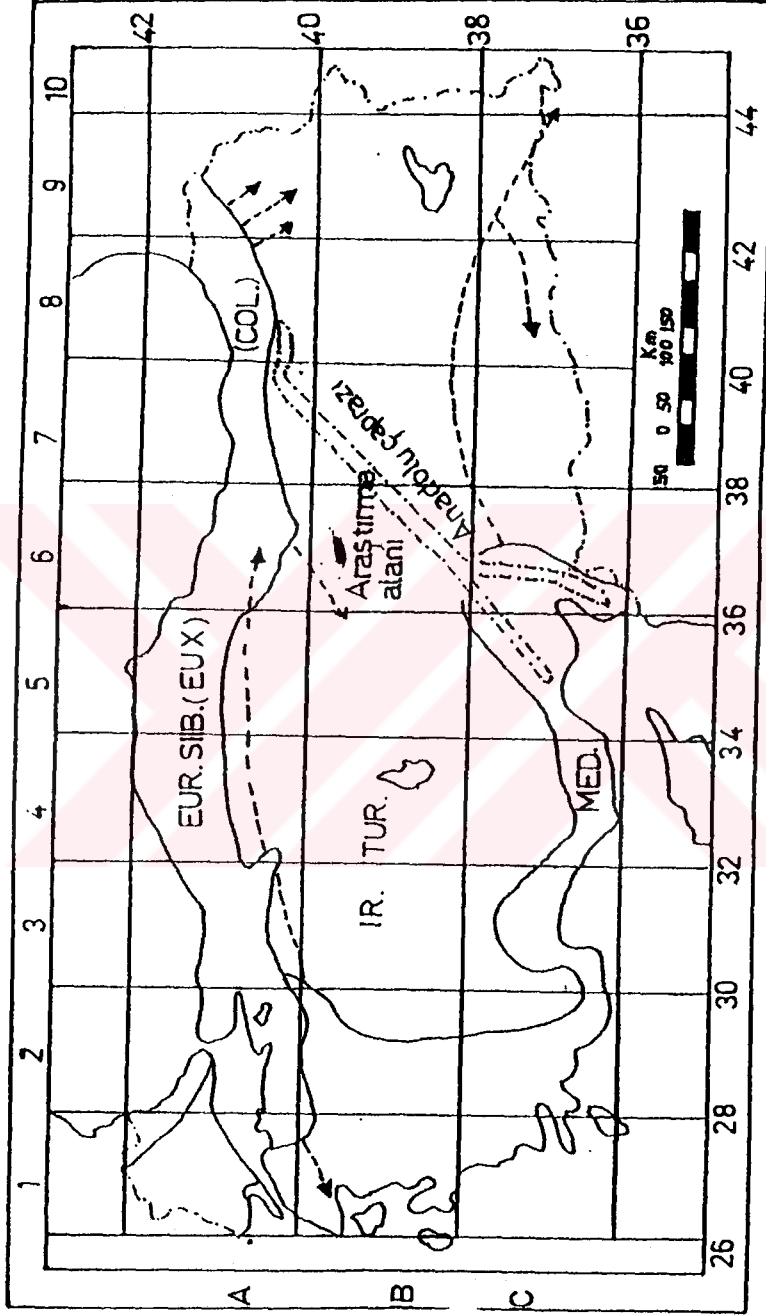 1 2 3 4 5 6 7 8 9 10
A
B
C
42
40
38
36
EUR. SIB. (EUX)
(COL.)
IR. TUR.
MED.
Araştırma
alanı
Anadolu çaprazı
Km
50 0 50 100 150
26 28 30 32 34 36 38 40 42 44